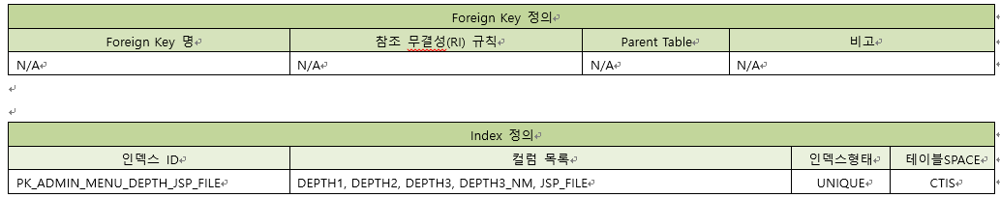 Foreign Key 정의
Foreign Key 명 참조 무결성(RI) 규칙 Parent Table 비고
N/A N/A N/A N/A
Index 정의
인덱스 ID 컬럼 목록 인덱스형태 테이블SPACE
PK_ADMIN_MENU_DEPTH_JSP_FILE DEPTH1, DEPTH2, DEPTH3, DEPTH3_NM, JSP_FILE UNIQUE CTIS